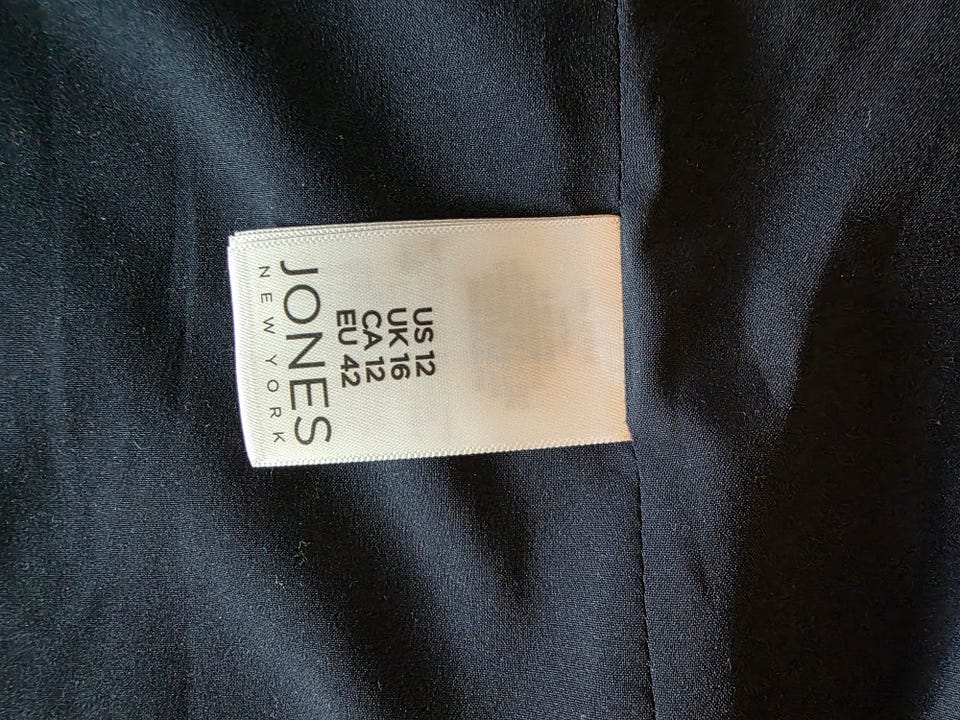 US 12
UK 16
CA 12
EU 42
JONES
NEW YORK